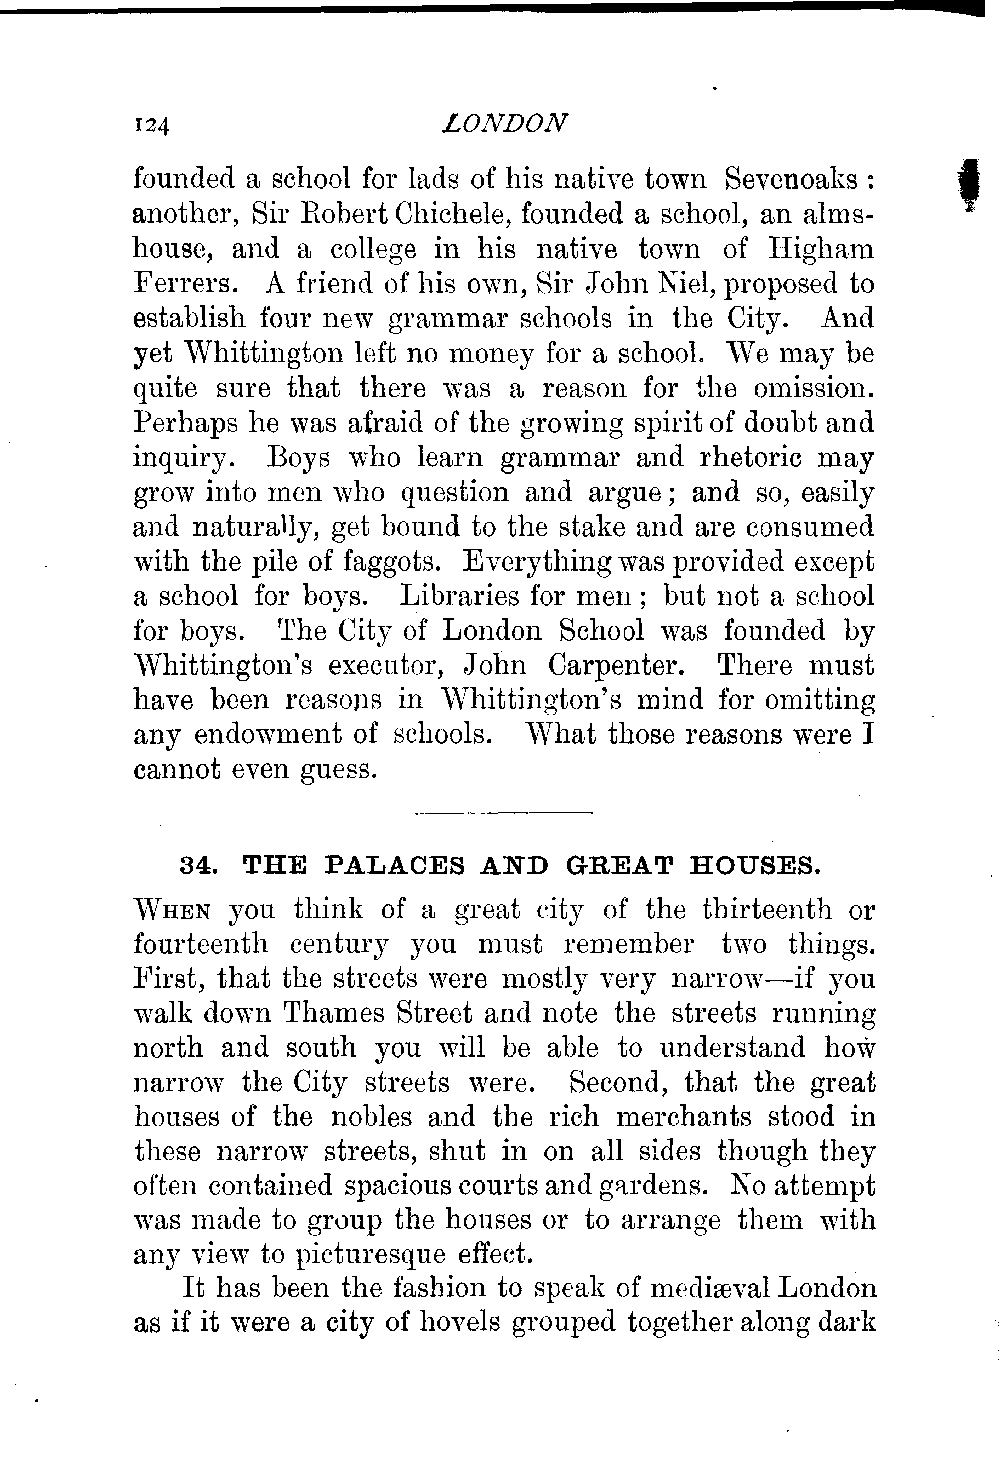 124 LONDON
founded a school for lads of his native town Sevenoaks :
another, Sir Robert Chichele, founded a school, an alms-
house, and a college in his native town of Higham
Ferrers. A friend of his own, Sir John Niel, proposed to
establish four new grammar schools in the City. And
yet Whittington left no money for a school. We may be
quite sure that there was a reason for the omission.
Perhaps he was afraid of the growing spirit of doubt and
inquiry. Boys who learn grammar and rhetoric may
grow into men who question and argue ; and so, easily
and naturally, get bound to the stake and are consumed
with the pile of faggots. Everything was provided except
a school for boys. Libraries for men ; but not a school
for boys. The City of London School was founded by
Whittington's executor, John Carpenter. There must
have been reasons in Whittington's mind for omitting
any endowment of schools. What those reasons were I
cannot even guess.
34. THE PALACES AND GREAT HOUSES.
WHEN you think of a great city of the thirteenth or
fourteenth century you must remember two things.
First, that the streets were mostly very narrow—if you
walk down Thames Street and note the streets running
north and south you will be able to understand how
narrow the City streets were. Second, that the great
houses of the nobles and the rich merchants stood in
these narrow streets, shut in on all sides though they
often contained spacious courts and gardens. No attempt
was made to group the houses or to arrange them with
any view to picturesque effect.
It has been the fashion to speak of mediæval London
as if it were a city of hovels grouped together along dark